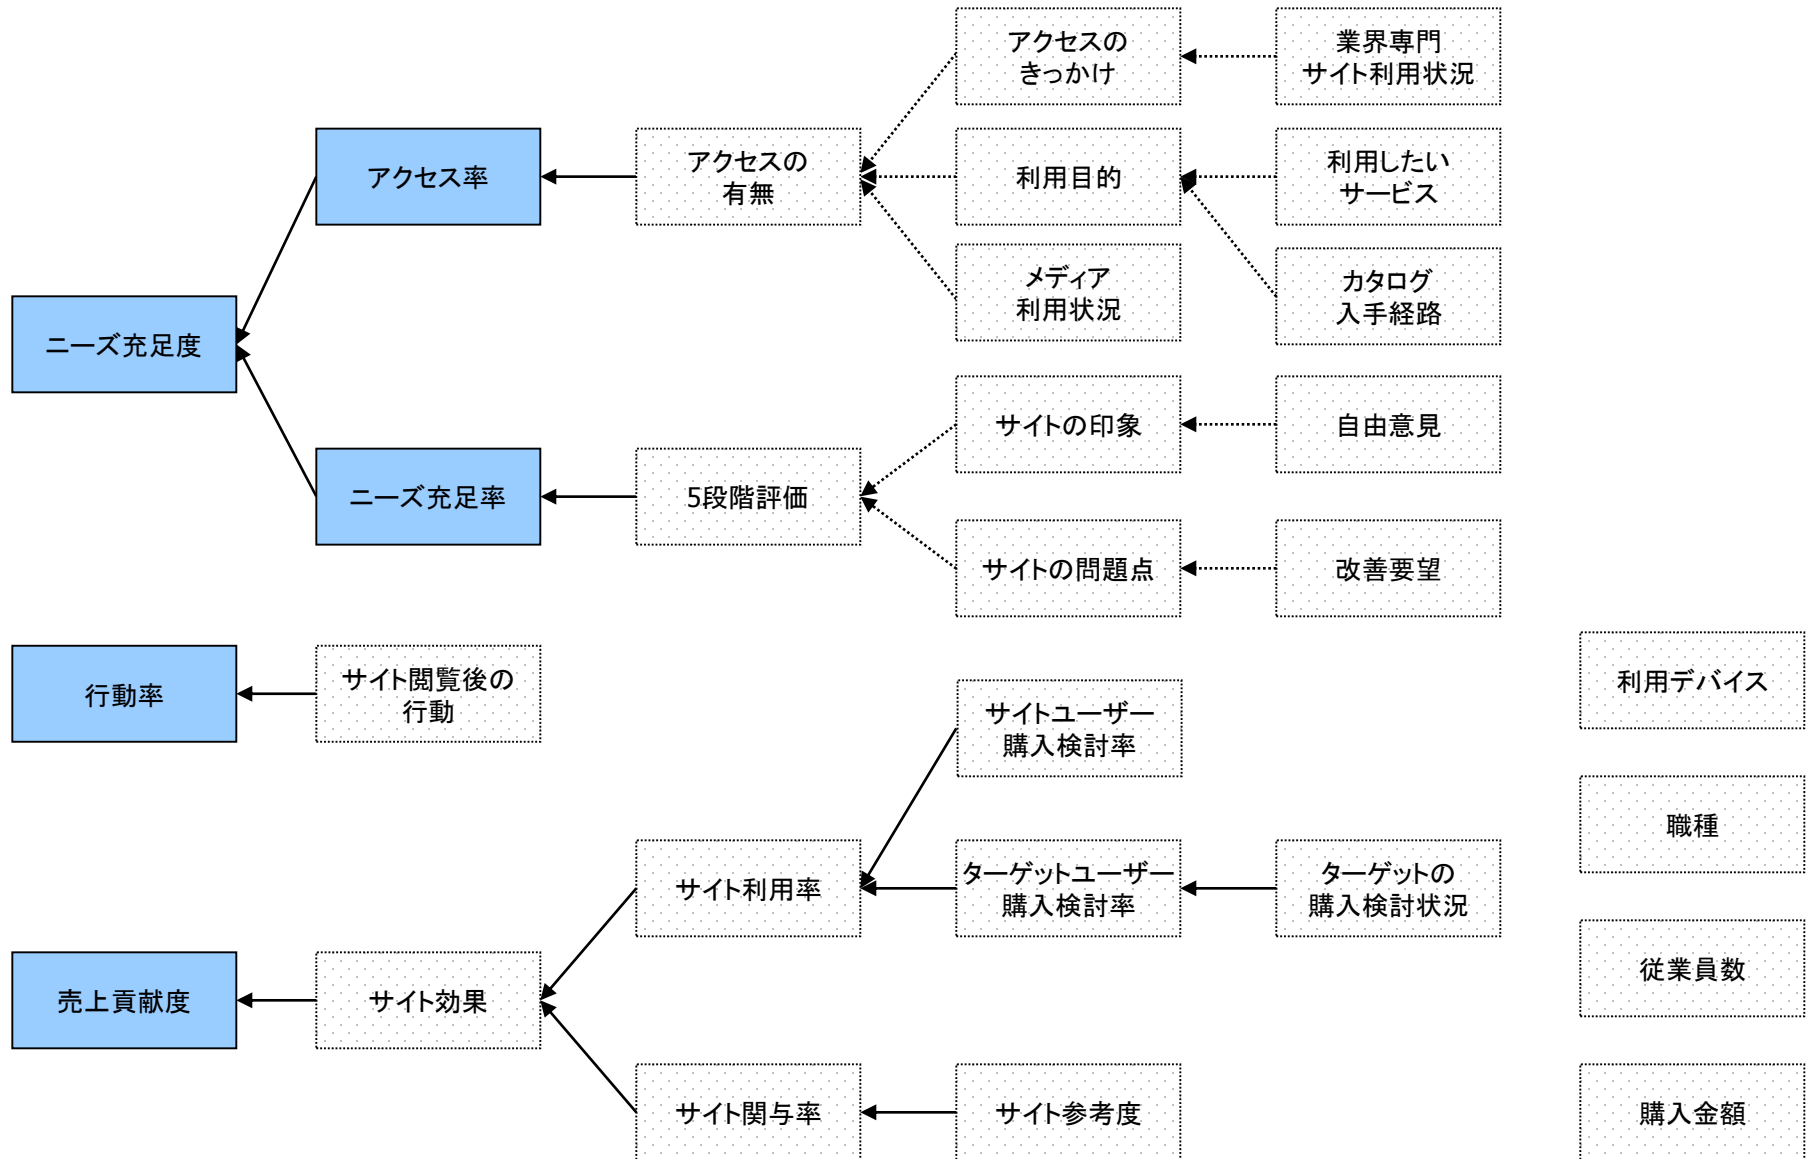 アクセスの
きっかけ
業界専門
サイト利用状況
アクセス率
アクセスの
有無
利用目的
利用したい
サービス
メディア
利用状況
カタログ
入手経路
ニーズ充足度
サイトの印象
自由意見
ニーズ充足率
5段階評価
サイトの問題点
改善要望
行動率
サイト閲覧後の
行動
サイトユーザー
購入検討率
利用デバイス
職種
サイト利用率
ターゲットユーザー
購入検討率
ターゲットの
購入検討状況
売上貢献度
サイト効果
従業員数
サイト関与率
サイト参考度
購入金額